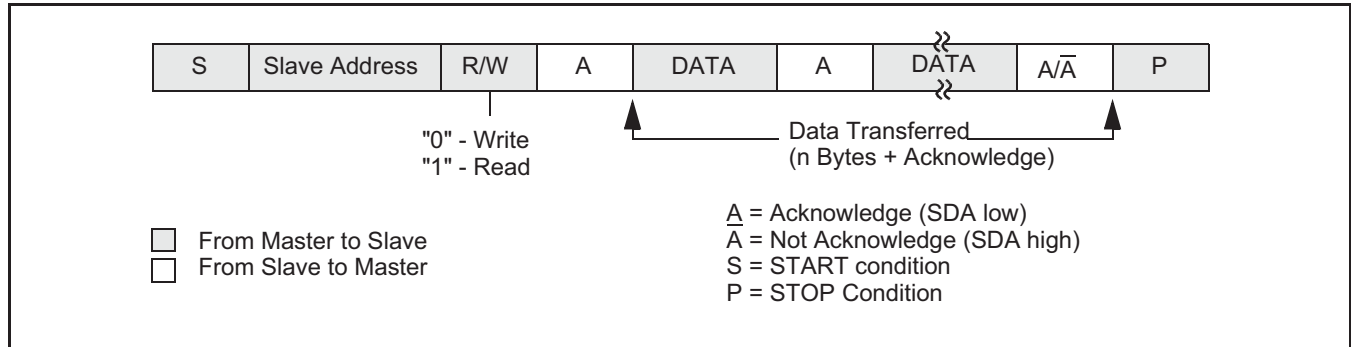 S Slave Address R/W A DATA A DATA A/A̅ P
"0" - Write
"1" - Read
Data Transferred
(n Bytes + Acknowledge)
From Master to Slave
From Slave to Master
A = Acknowledge (SDA low)
A̅ = Not Acknowledge (SDA high)
S = START condition
P = STOP Condition